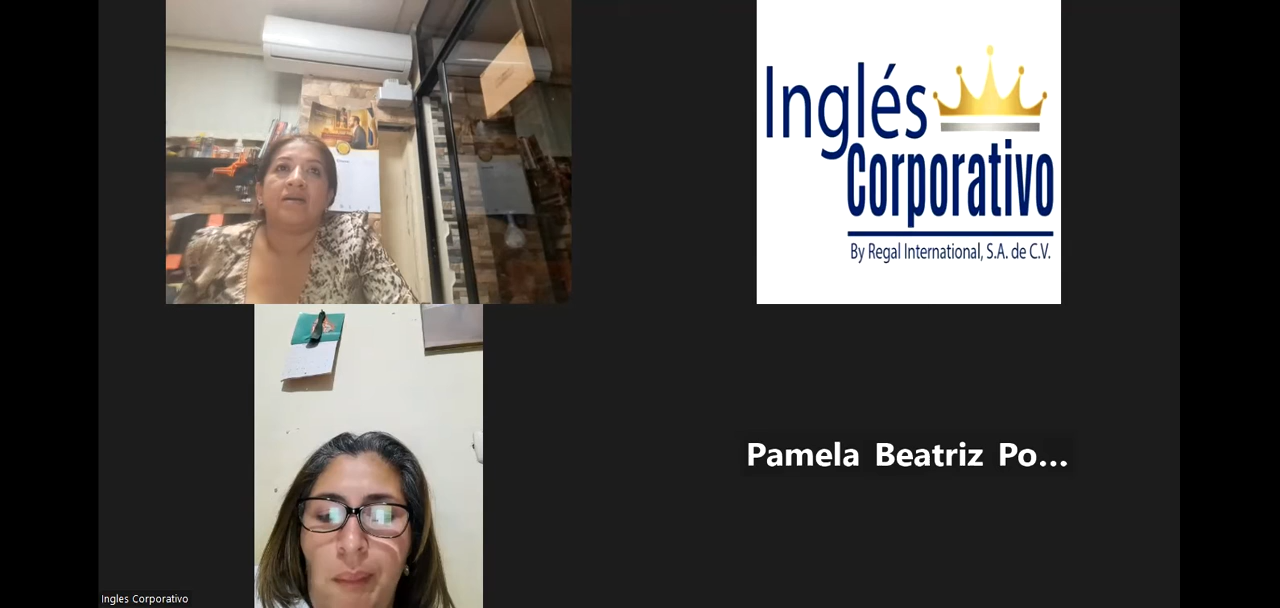 Inglés
Corporativo
By Regal International, S.A. de C.V.
Pamela Beatriz Po...
Ingles Corporativo